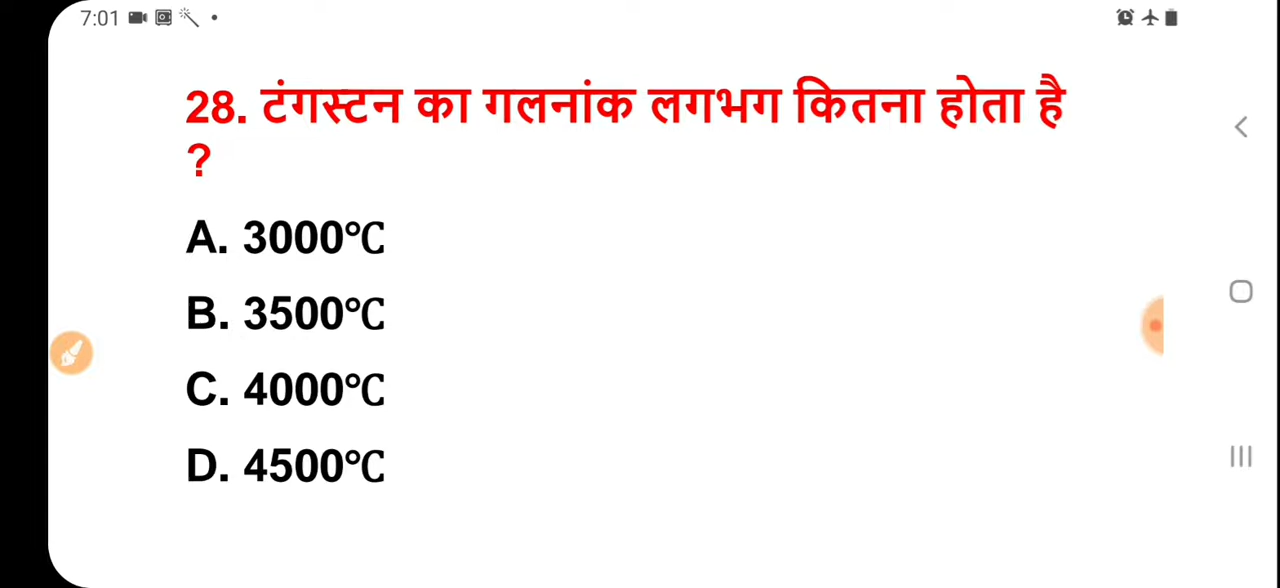 7:01
28. टंगस्टन का गलनांक लगभग कितना होता है
?
A. 3000℃
B. 3500℃
C. 4000℃
D. 4500℃